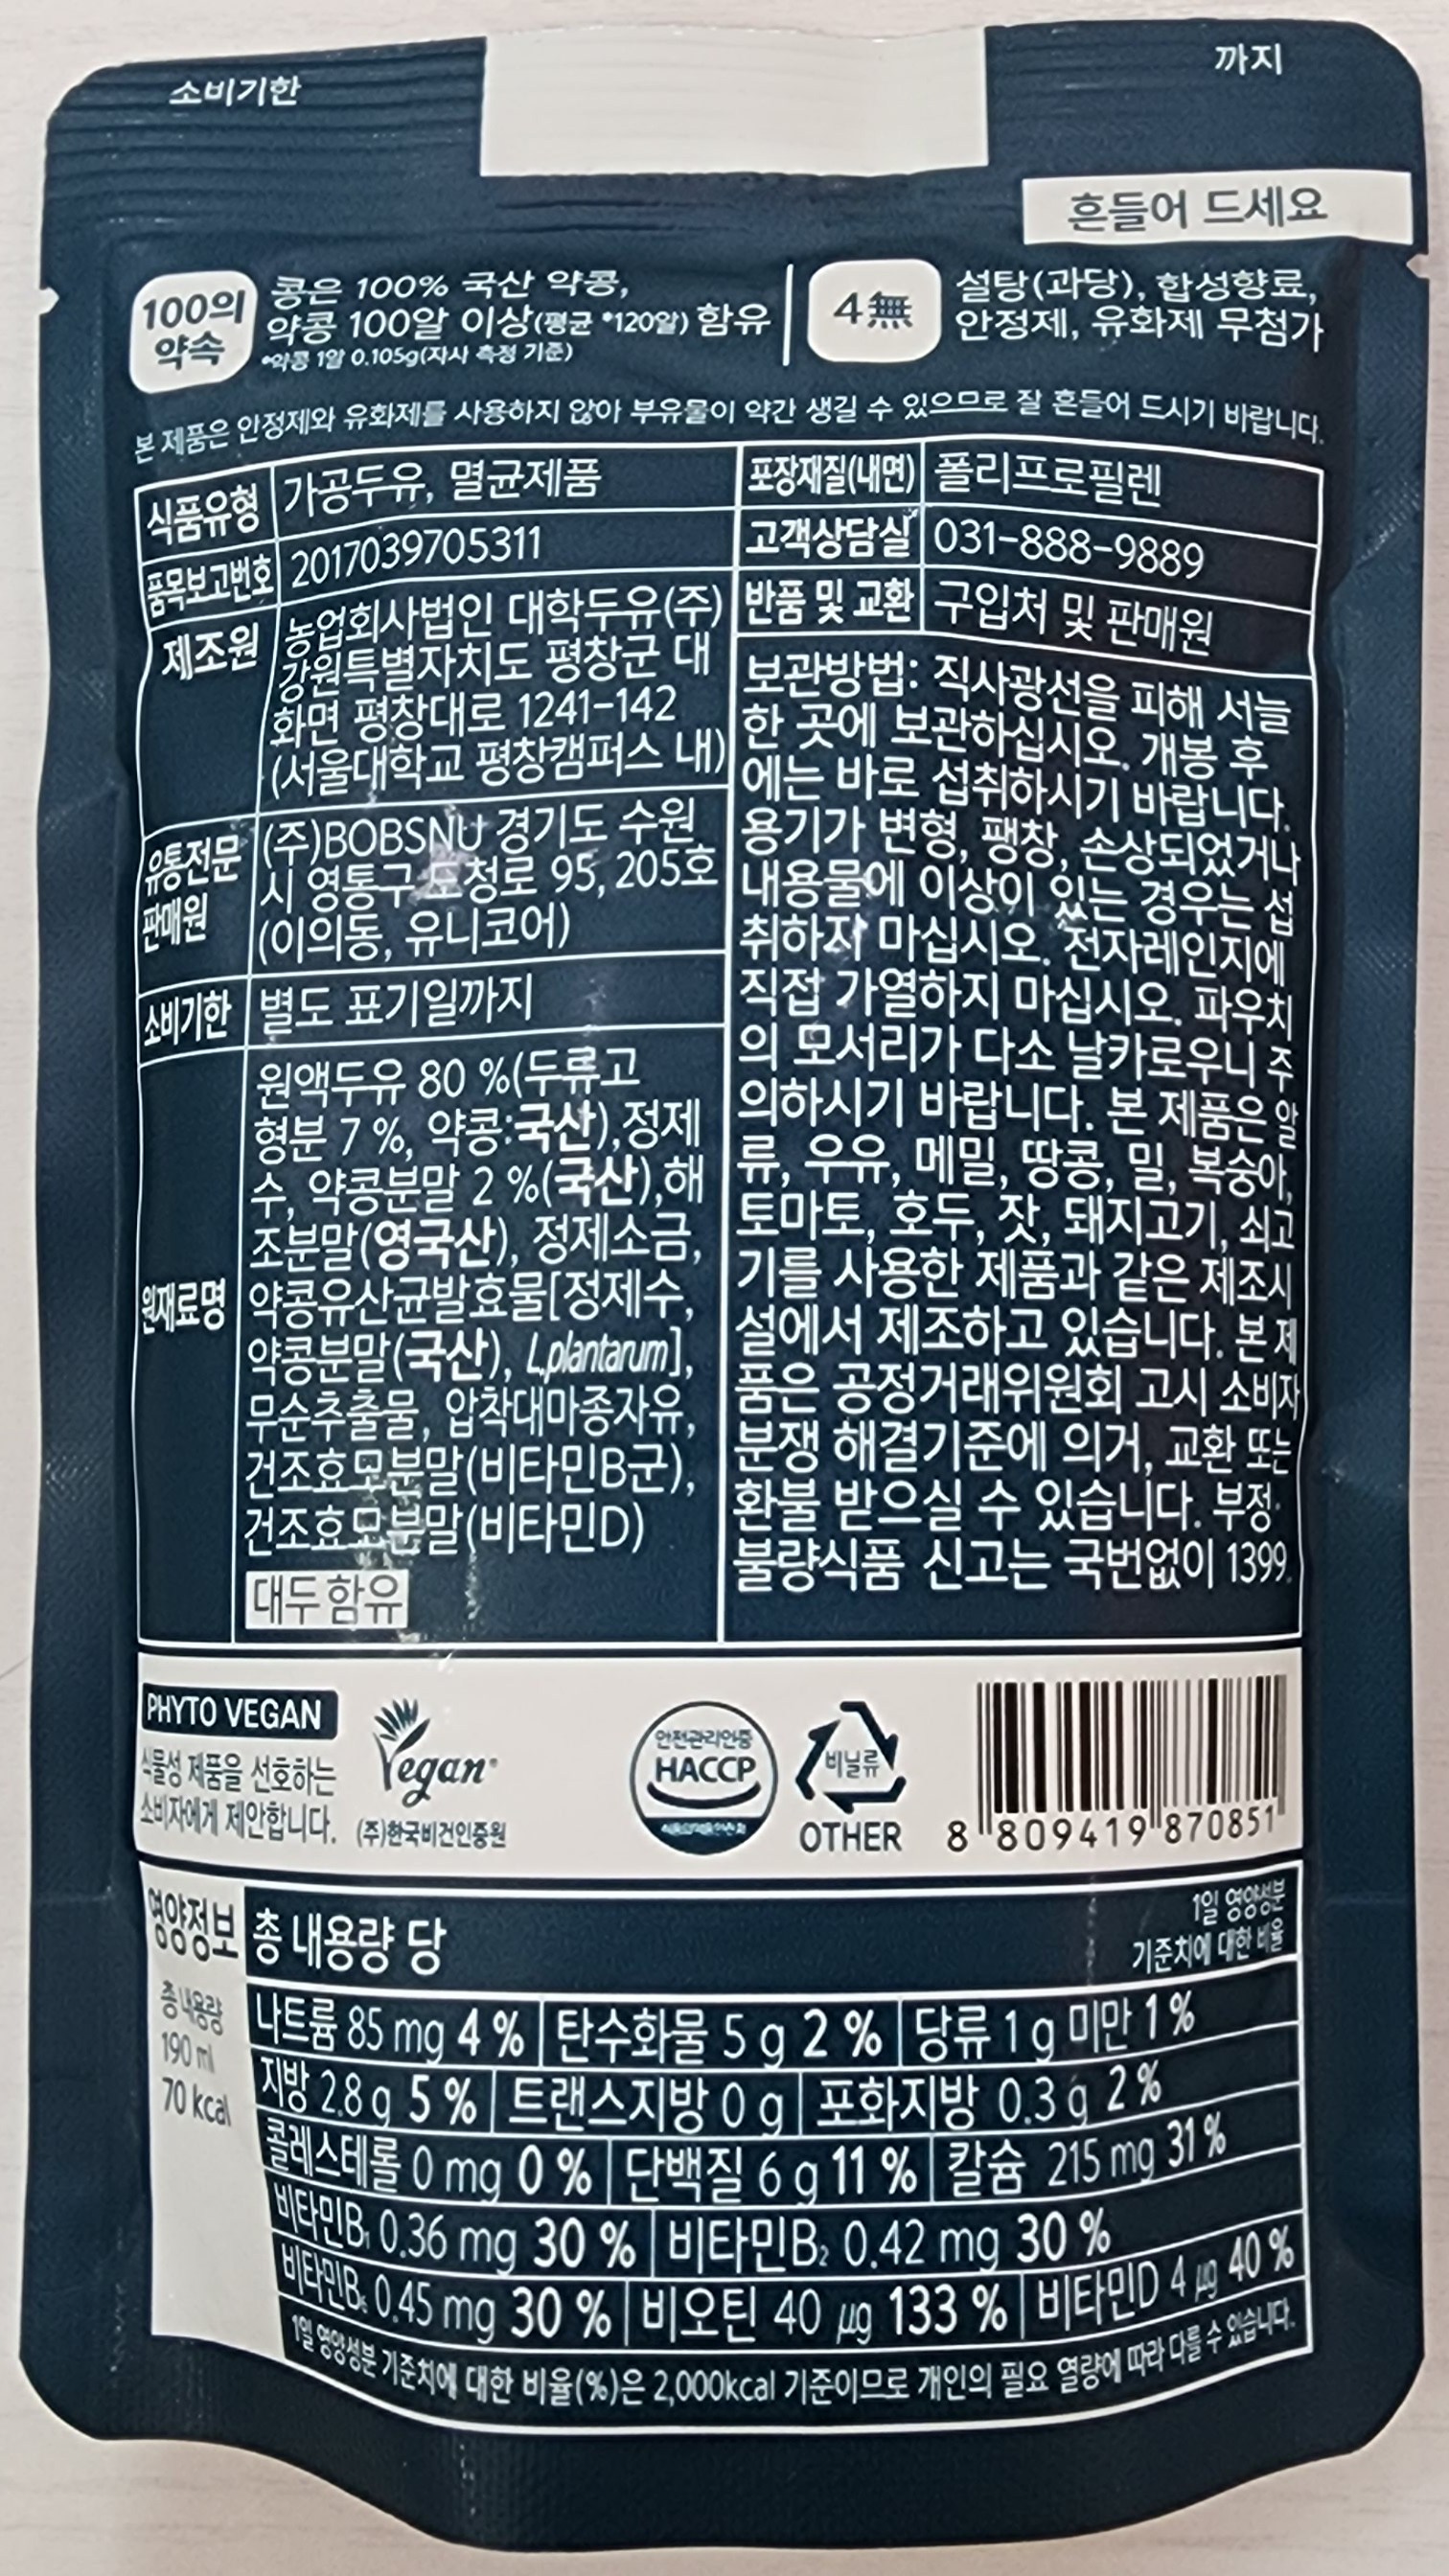 소비기한
까지
흔들어 드세요
100의
약속
콩은 100% 국산 약콩,
약콩 100알 이상(평균 *120알) 함유
*약콩 1알 0.105g(자사 측정 기준)
4無
설탕(과당), 합성향료,
안정제, 유화제 무첨가
본 제품은 안정제와 유화제를 사용하지 않아 부유물이 약간 생길 수 있으므로 잘 흔들어 드시기 바랍니다.
식품유형 가공두유, 멸균제품
품목보고번호 2017039705311
제조원 농업회사법인 대학두유(주)
강원특별자치도 평창군 대
화면 평창대로 1241-142
(서울대학교 평창캠퍼스 내)
유통전문
판매원
(주)BOBSNU 경기도 수원
시 영통구 도청로 95, 205호
(이의동, 유니코어)
소비기한 별도 표기일까지
원재료명
원액두유 80 %(두류고
형분 7 %, 약콩:국산),정제
수, 약콩분말 2 %(국산),해
조분말(영국산), 정제소금,
약콩유산균발효물[정제수,
약콩분말(국산), L.plantarum],
무순추출물, 압착대마종자유,
건조효모분말(비타민B군),
건조효모분말(비타민D)
대두 함유
포장재질(내면) 폴리프로필렌
고객상담실 031-888-9889
반품 및 교환 구입처 및 판매원
보관방법: 직사광선을 피해 서늘
한 곳에 보관하십시오. 개봉 후
에는 바로 섭취하시기 바랍니다.
용기가 변형, 팽창, 손상되었거나
내용물에 이상이 있는 경우는 섭
취하지 마십시오. 전자레인지에
직접 가열하지 마십시오. 파우치
의 모서리가 다소 날카로우니 주
의하시기 바랍니다. 본 제품은 알
류, 우유, 메밀, 땅콩, 밀, 복숭아,
토마토, 호두, 잣, 돼지고기, 쇠고
기를 사용한 제품과 같은 제조시
설에서 제조하고 있습니다. 본 제
품은 공정거래위원회 고시 소비자
분쟁 해결기준에 의거, 교환 또는
환불 받으실 수 있습니다. 부정·
불량식품 신고는 국번없이 1399.
PHYTO VEGAN
식물성 제품을 선호하는
소비자에게 제안합니다.
Vegan
(주)한국비건인증원
안전관리인증
HACCP
식품의약품안전처
비닐류
OTHER
8 809419 870851
영양정보
총 내용량
190 ml
70 kcal
총 내용량 당
1일 영양성분
기준치에 대한 비율
나트륨 85 mg 4 % 탄수화물 5 g 2 % 당류 1 g 미만 1 %
지방 2.8 g 5 % 트랜스지방 0 g 포화지방 0.3 g 2 %
콜레스테롤 0 mg 0 % 단백질 6 g 11 % 칼슘 215 mg 31 %
비타민B₁ 0.36 mg 30 % 비타민B₂ 0.42 mg 30 %
비타민B₆ 0.45 mg 30 % 비오틴 40 μg 133 % 비타민D 4 μg 40 %
1일 영양성분 기준치에 대한 비율(%)은 2,000kcal 기준이므로 개인의 필요 열량에 따라 다를 수 있습니다.